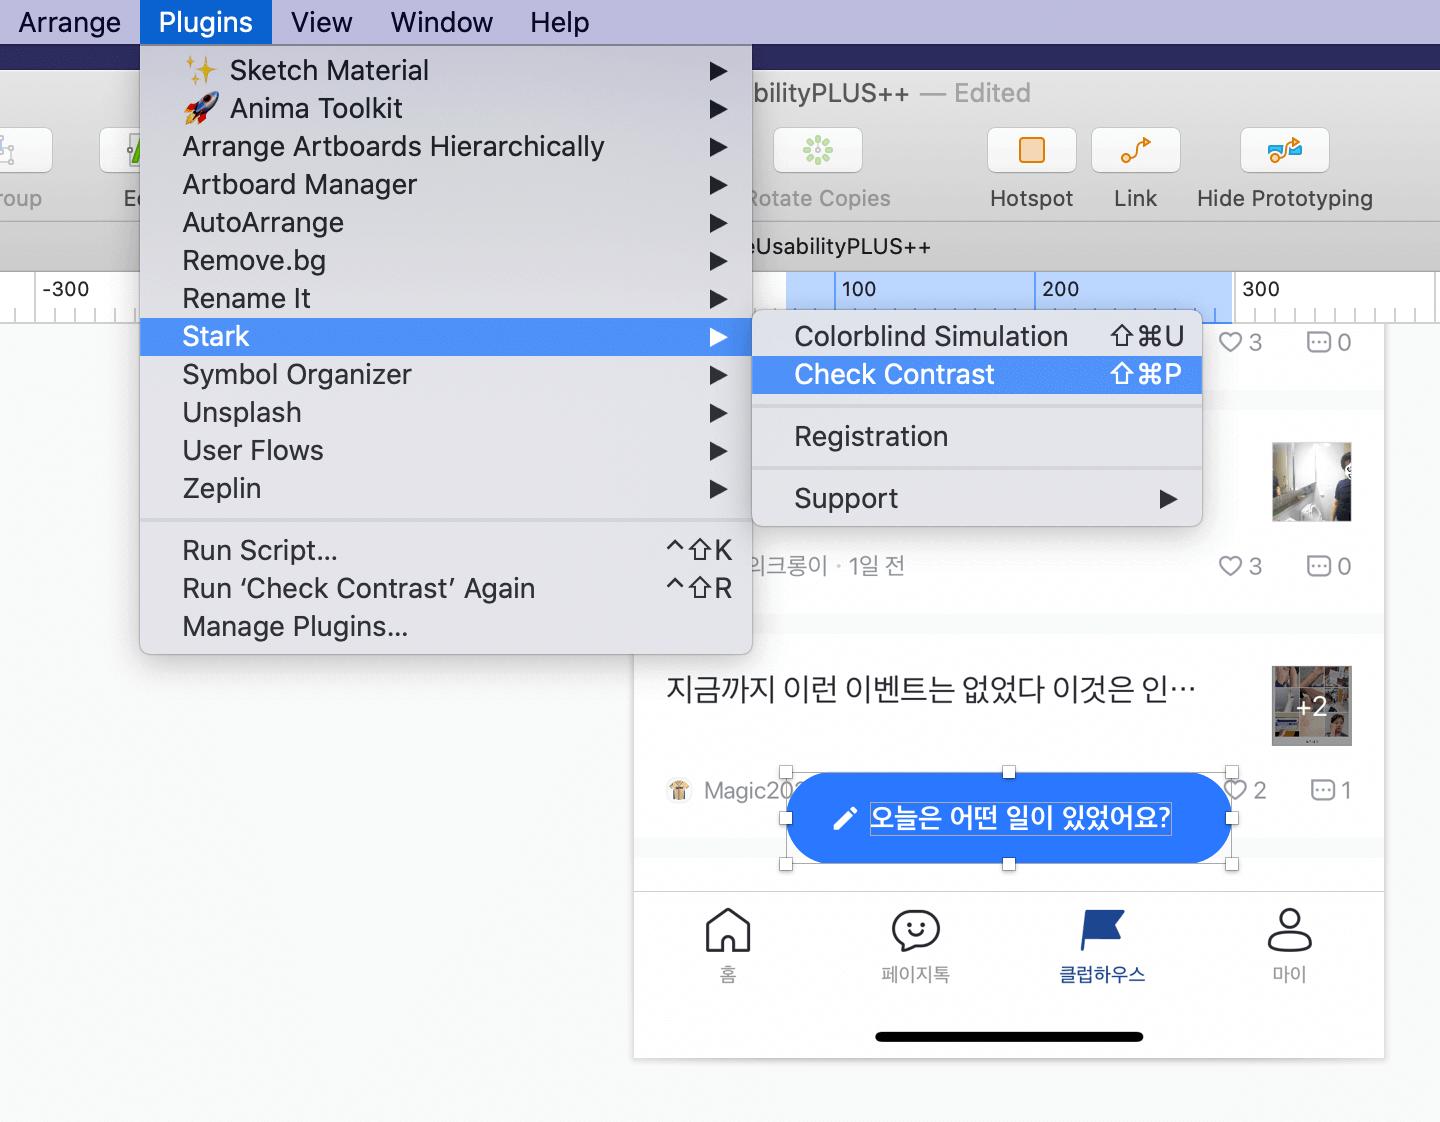 Arrange Plugins View Window Help
✨ Sketch Material ▶
🚀 Anima Toolkit ▶
Arrange Artboards Hierarchically ▶
Artboard Manager ▶
AutoArrange ▶
Remove.bg ▶
Rename It ▶
Stark ▶
Symbol Organizer ▶
Unsplash ▶
User Flows ▶
Zeplin ▶
Run Script...
^⇧K
Run ‘Check Contrast’ Again
^⇧R
Manage Plugins...
Colorblind Simulation ⇧⌘U
Check Contrast ⇧⌘P
Registration
Support ▶
bilityPLUS++ — Edited
roup
Rotate Copies
Hotspot
Link
Hide Prototyping
eUsabilityPLUS++
-300 100 200 300
3 0
의크롱이 · 1일 전
3 0
지금까지 이런 이벤트는 없었다 이것은 인⋯
+2
Magic20
2 1
오늘은 어떤 일이 있었어요?
홈
페이지톡
클럽하우스
마이